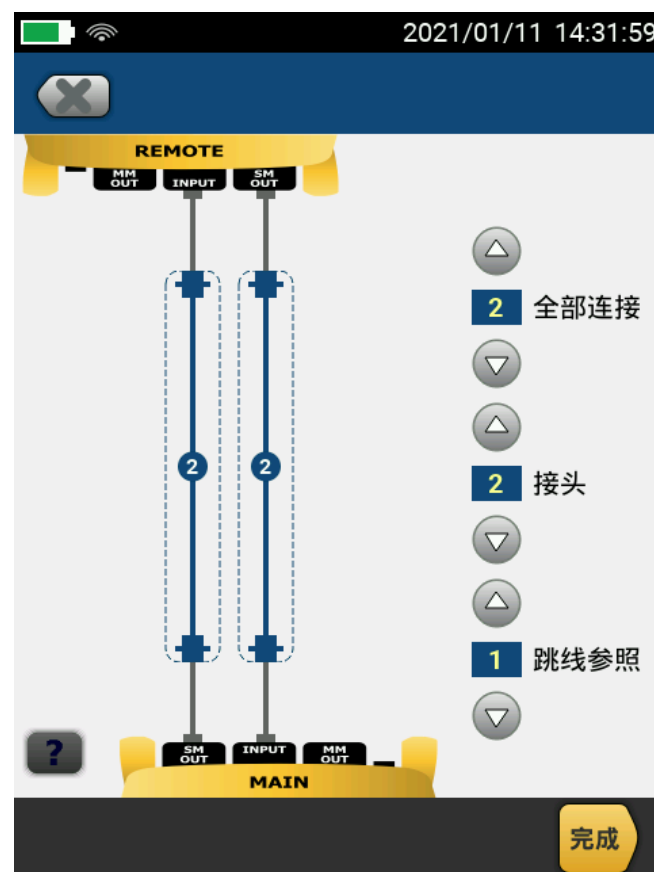 2021/01/11 14:31:59
REMOTE
MM OUT
INPUT
SM OUT
2 全部连接
2
2
2 接头
1 跳线参照
?
SM OUT
INPUT
MM OUT
MAIN
完成